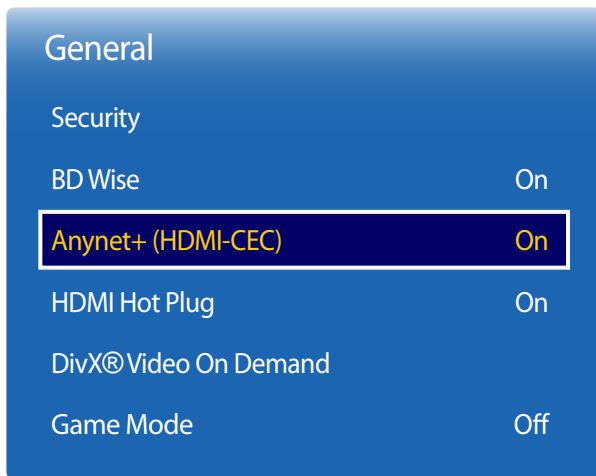 General
Security
BD Wise On
Anynet+ (HDMI-CEC) On
HDMI Hot Plug On
DivX® Video On Demand
Game Mode Off